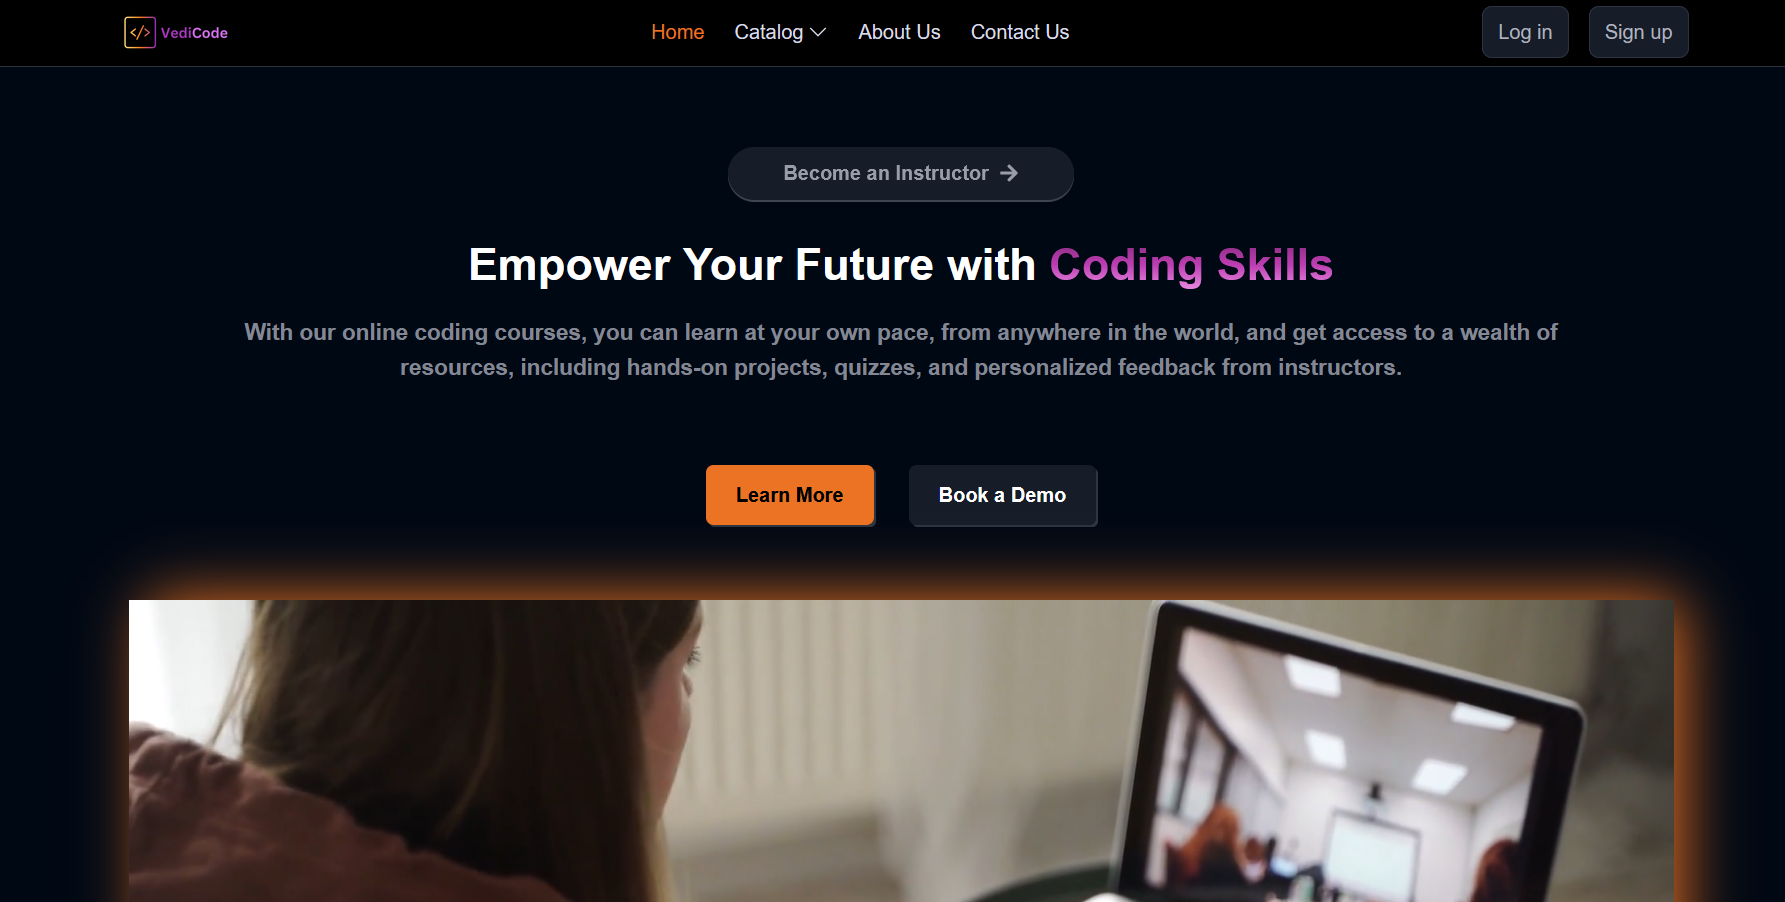 </> VediCode
Home
Catalog
About Us
Contact Us
Log in
Sign up
Become an Instructor
Empower Your Future with Coding Skills
With our online coding courses, you can learn at your own pace, from anywhere in the world, and get access to a wealth of
resources, including hands-on projects, quizzes, and personalized feedback from instructors.
Learn More
Book a Demo